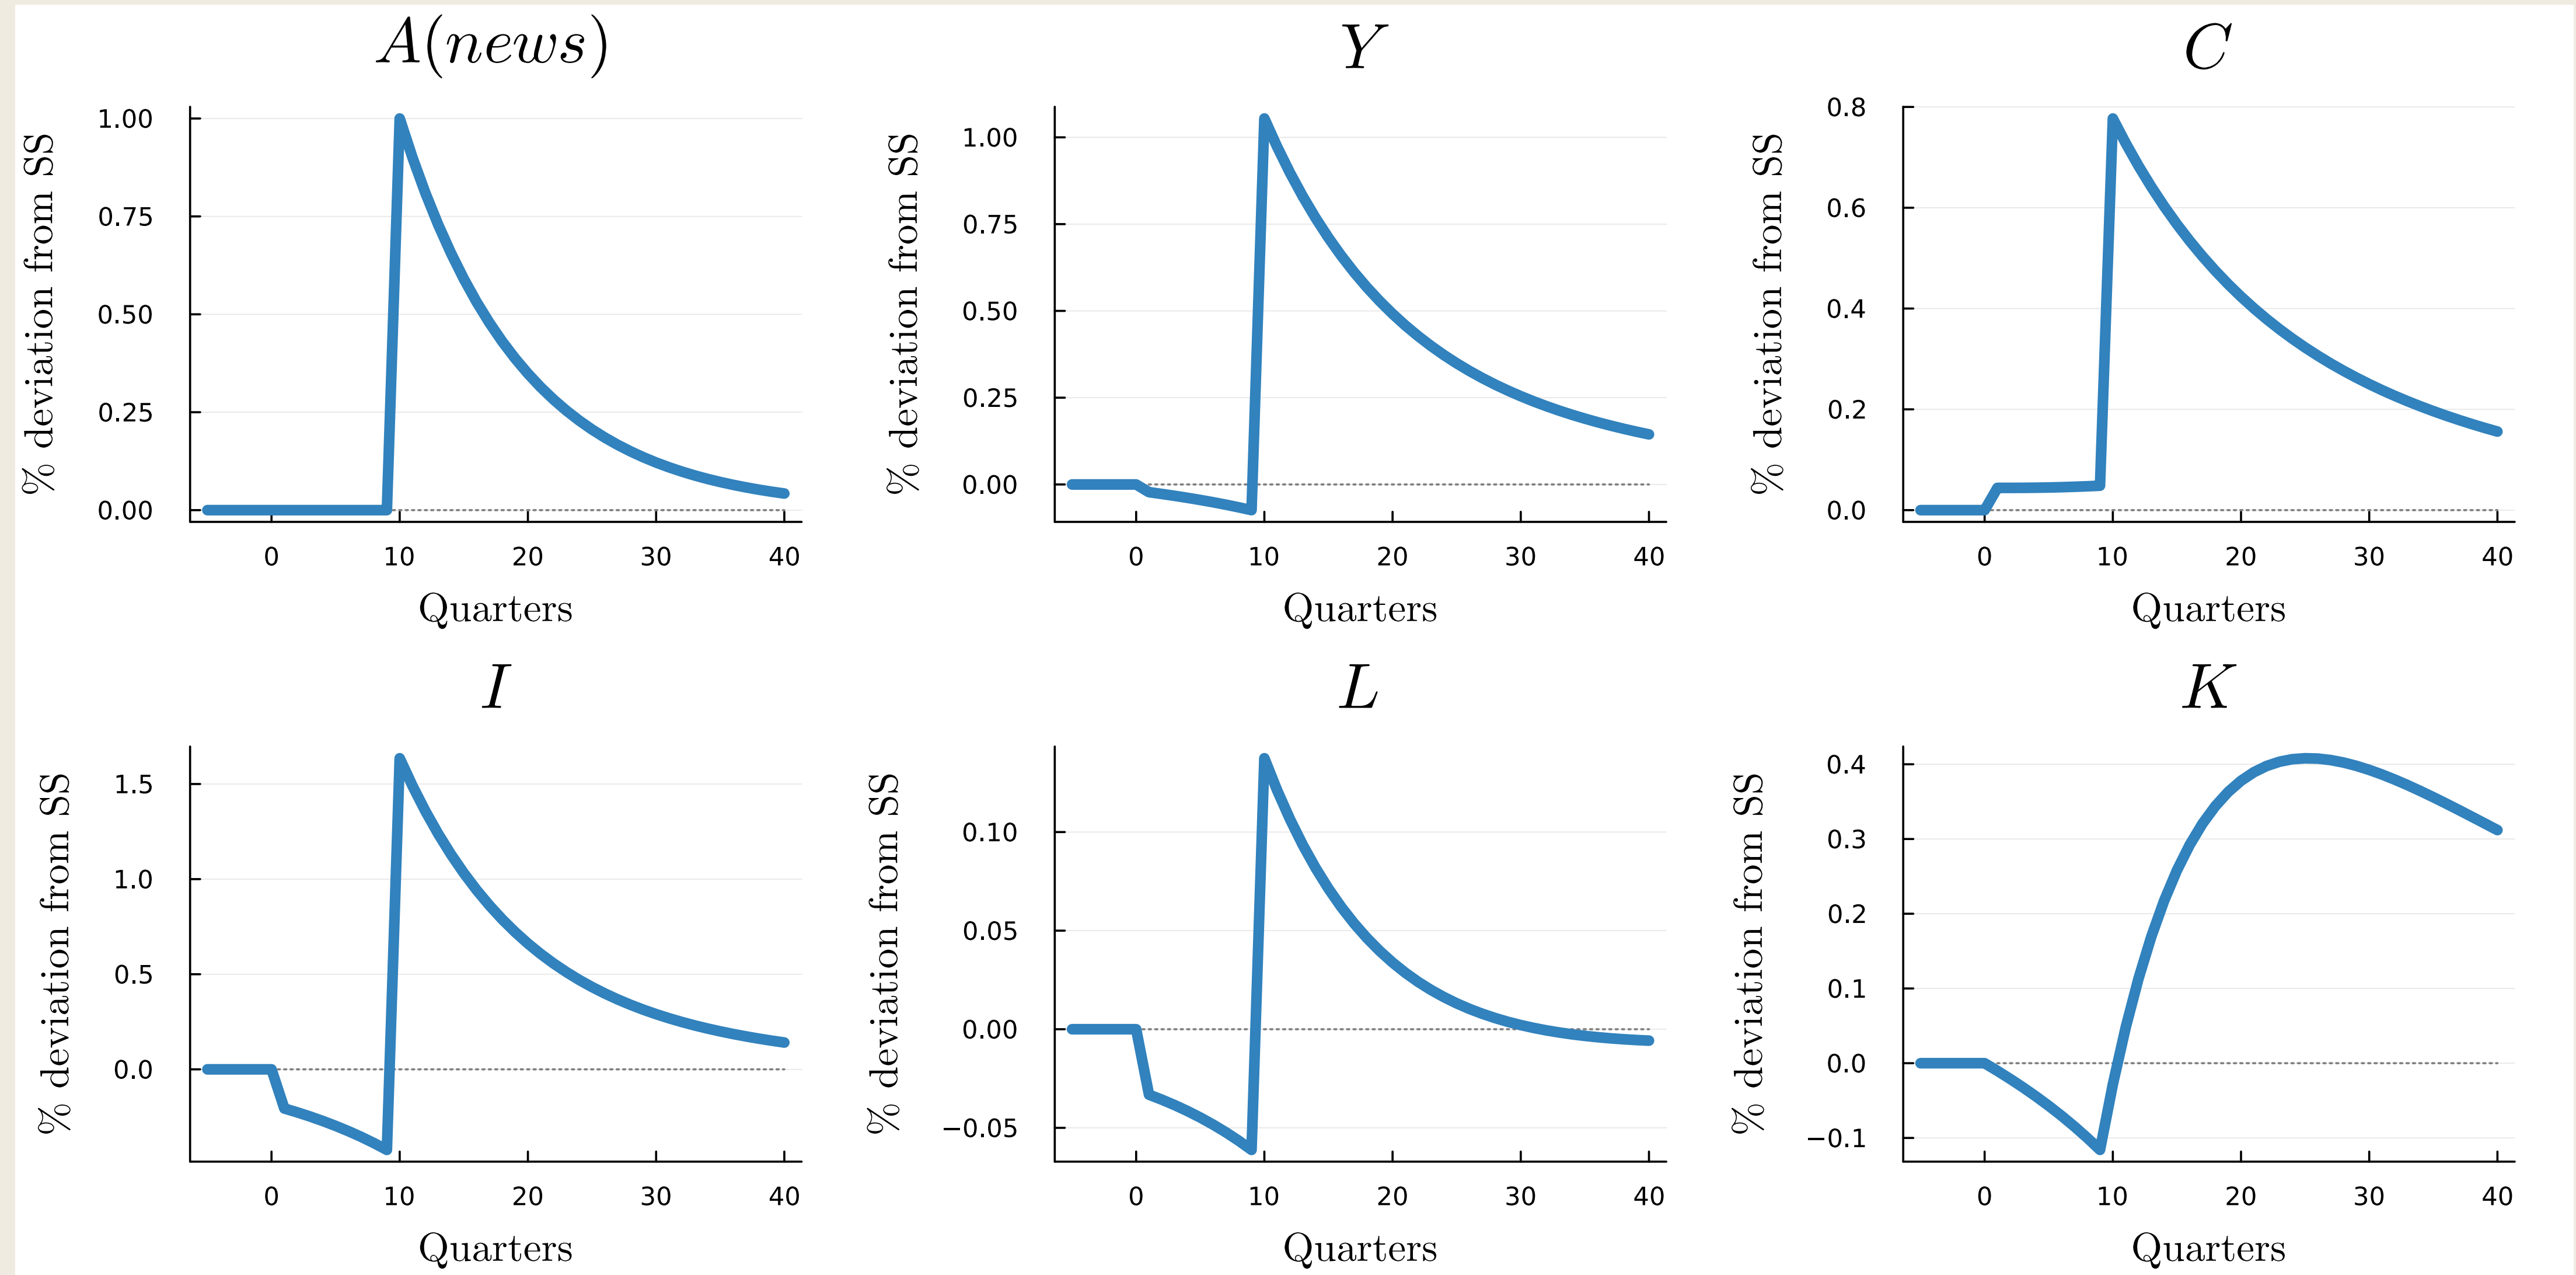 A(news)
% deviation from SS
1.00
0.75
0.50
0.25
0.00
0 10 20 30 40
Quarters
Y
% deviation from SS
1.00
0.75
0.50
0.25
0.00
0 10 20 30 40
Quarters
C
% deviation from SS
0.8
0.6
0.4
0.2
0.0
0 10 20 30 40
Quarters
I
% deviation from SS
1.5
1.0
0.5
0.0
0 10 20 30 40
Quarters
L
% deviation from SS
0.10
0.05
0.00
−0.05
0 10 20 30 40
Quarters
K
% deviation from SS
0.4
0.3
0.2
0.1
0.0
−0.1
0 10 20 30 40
Quarters